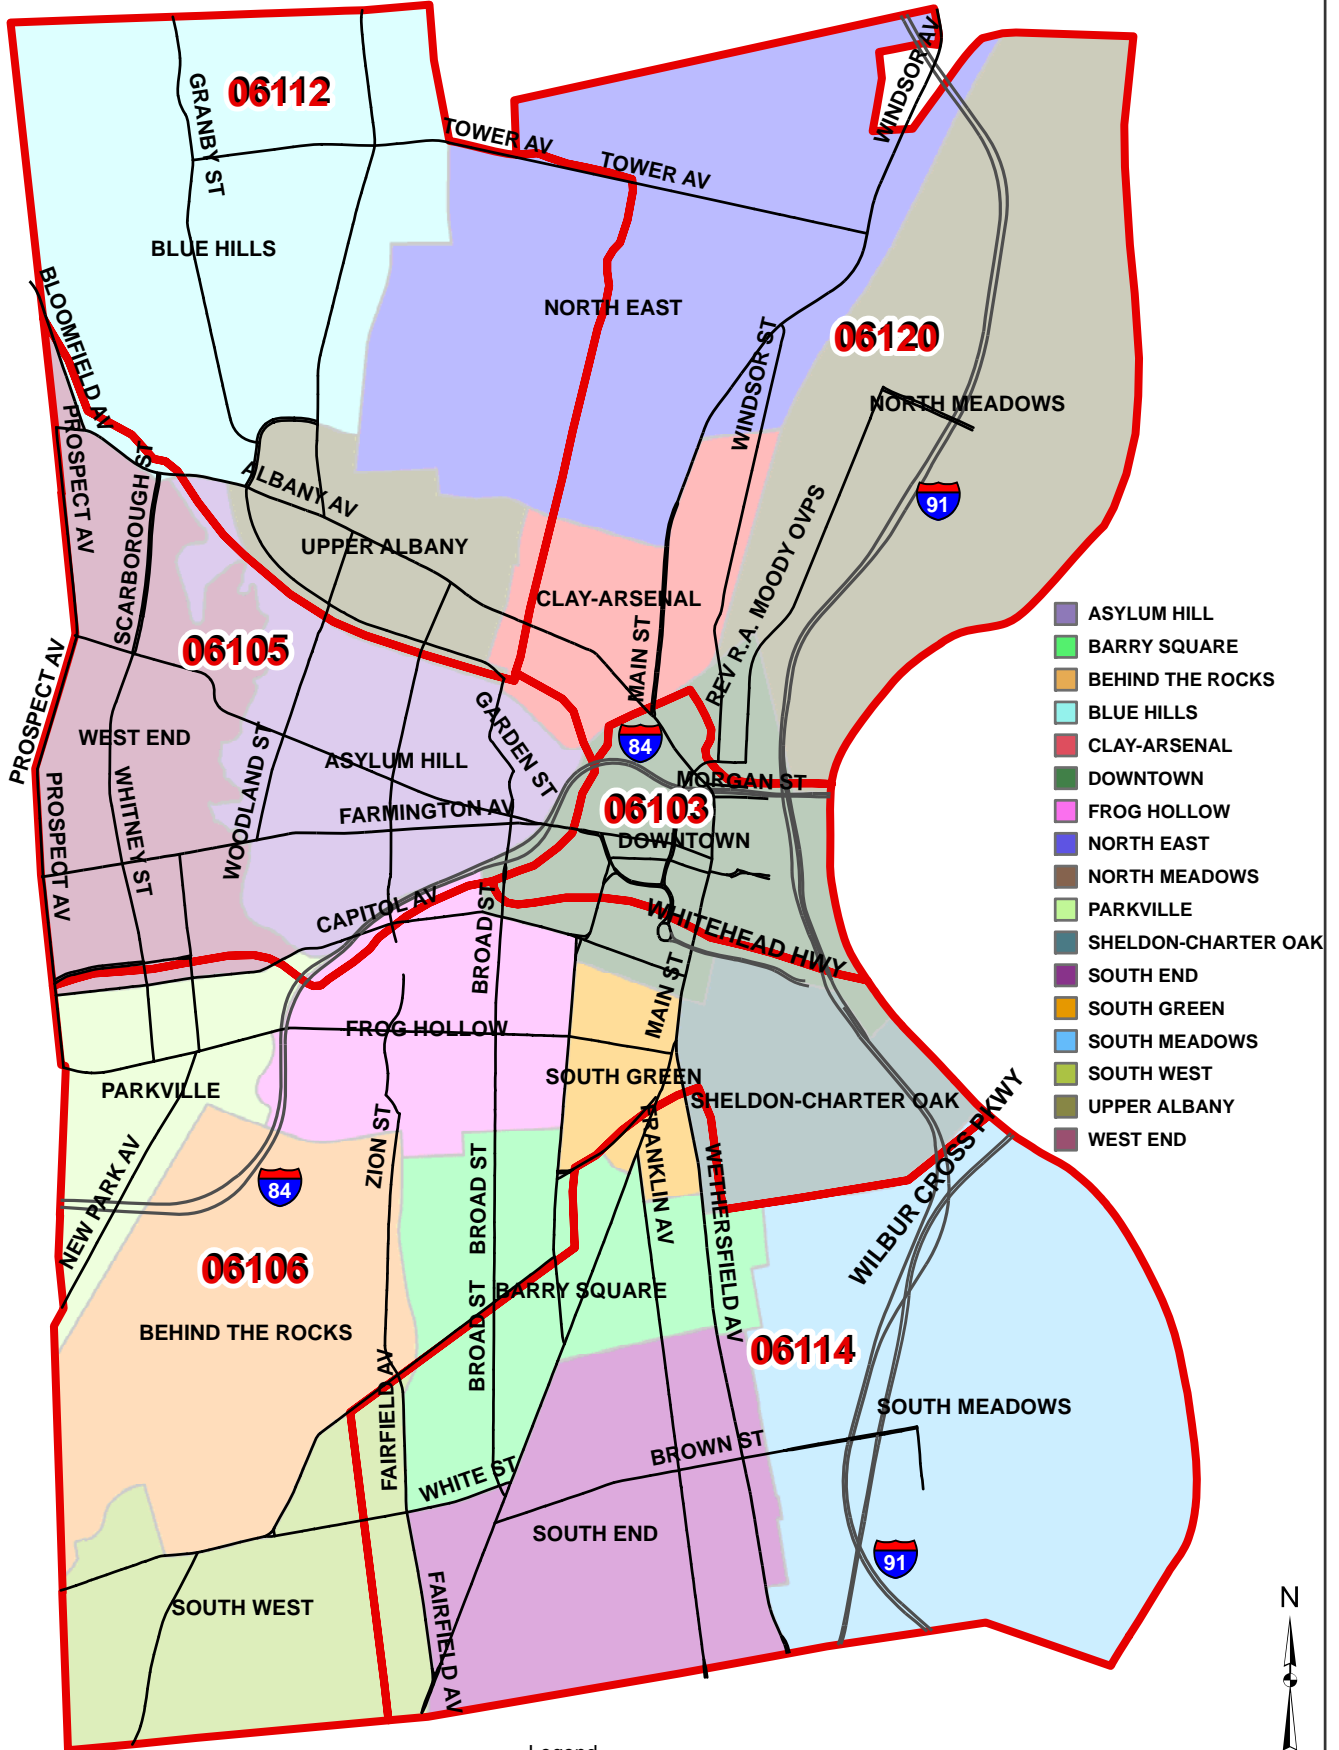 WINDSOR AV
06112
GRANBY ST
TOWER AV
TOWER AV
BLUE HILLS
NORTH EAST
BLOOMFIELD AV
06120
WINDSOR ST
NORTH MEADOWS
PROSPECT AV
SCARBOROUGH ST
ALBANY AV
91
UPPER ALBANY
REV R.A. MOODY OVPS
CLAY-ARSENAL
MAIN ST
06105
PROSPECT AV
WEST END
GARDEN ST
84
WOODLAND ST
ASYLUM HILL
MORGAN ST
PROSPECT AV
WHITNEY ST
FARMINGTON AV
06103
DOWNTOWN
CAPITOL AV
BROAD ST
WHITEHEAD HWY
MAIN ST
FROG HOLLOW
SOUTH GREEN
PARKVILLE
SHELDON-CHARTER OAK
ZION ST
FRANKLIN AV
WILBUR CROSS PKWY
NEW PARK AV
84
BROAD ST
WETHERSFIELD AV
06106
BARRY SQUARE
BEHIND THE ROCKS
BROAD ST
06114
FAIRFIELD AV
SOUTH MEADOWS
BROWN ST
WHITE ST
SOUTH END
91
SOUTH WEST
FAIRFIELD AV
ASYLUM HILL
BARRY SQUARE
BEHIND THE ROCKS
BLUE HILLS
CLAY-ARSENAL
DOWNTOWN
FROG HOLLOW
NORTH EAST
NORTH MEADOWS
PARKVILLE
SHELDON-CHARTER OAK
SOUTH END
SOUTH GREEN
SOUTH MEADOWS
SOUTH WEST
UPPER ALBANY
WEST END
N
Legend